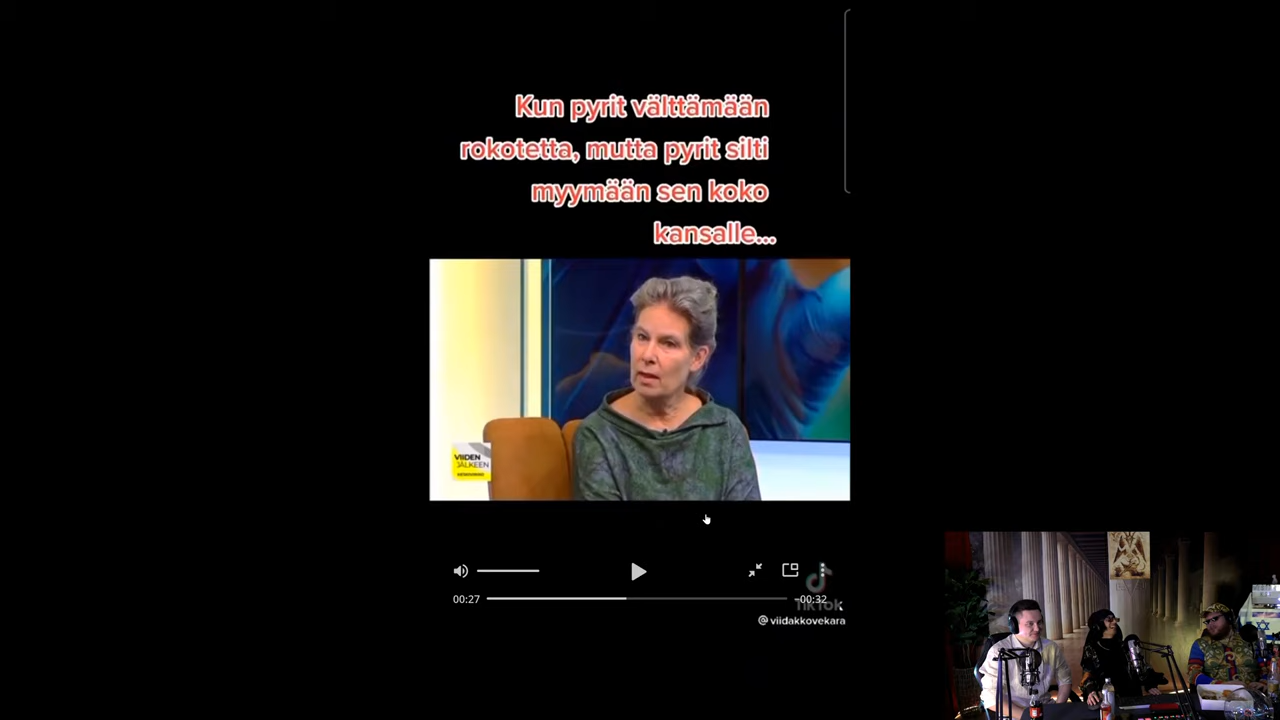 Kun pyrit välttämään
rokotetta, mutta pyrit silti
myymään sen koko
kansalle...
VIIDEN
JÄLKEEN
00:27
-00:32
TikTok
@viidakkovekara